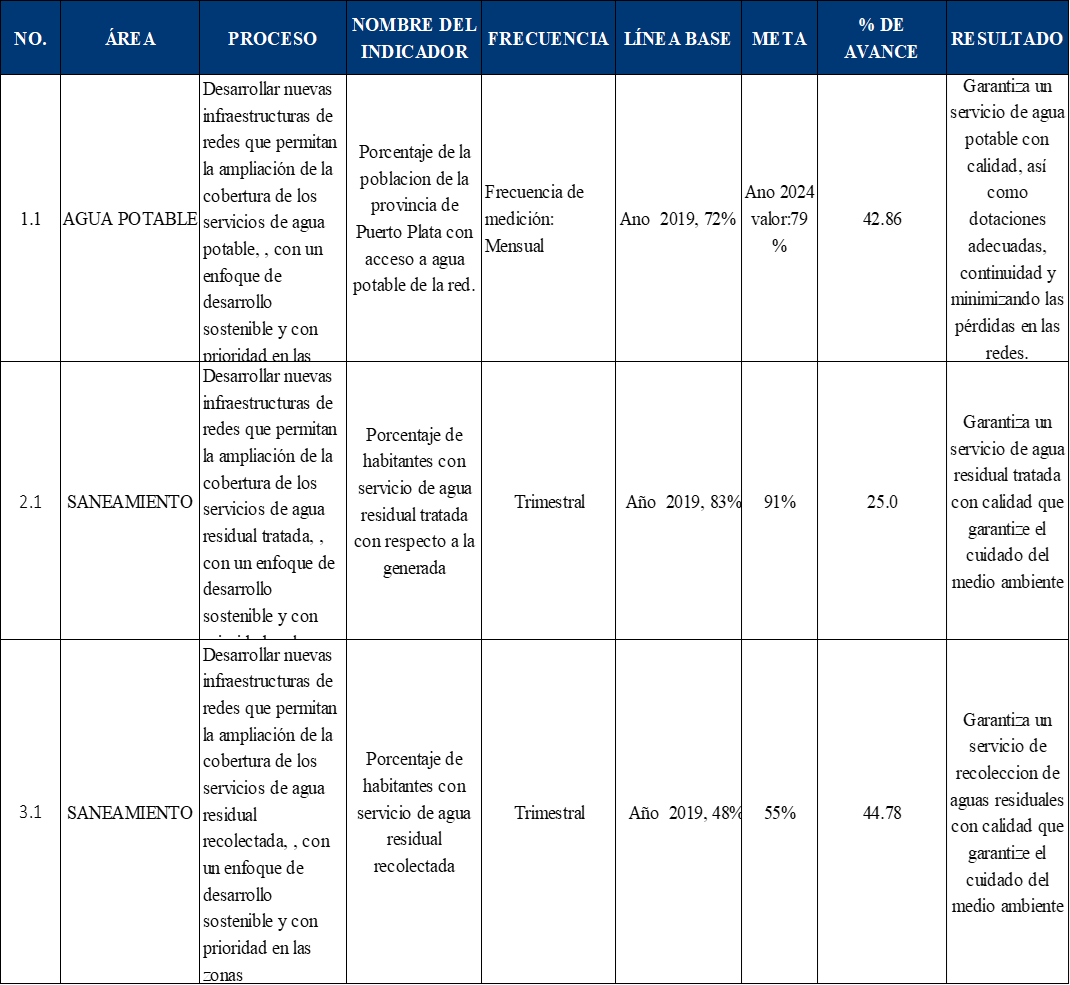 NO.
ÁREA
PROCESO
NOMBRE DEL
INDICADOR
FRECUENCIA
LÍNEA BASE
META
% DE
AVANCE
RESULTADO
1.1
AGUA POTABLE
Desarrollar nuevas
infraestructuras de
redes que permitan
la ampliación de la
cobertura de los
servicios de agua
potable, , con un
enfoque de
desarrollo
sostenible y con
prioridad en las
Porcentaje de la
poblacion de la
provincia de
Puerto Plata con
acceso a agua
potable de la red.
Frecuencia de
medición:
Mensual
Ano 2019, 72%
Ano 2024
valor:79
%
42.86
Garantiza un
servicio de agua
potable con
calidad, así
como
dotaciones
adecuadas,
continuidad y
minimizando las
pérdidas en las
redes.
2.1
SANEAMIENTO
Desarrollar nuevas
infraestructuras de
redes que permitan
la ampliación de la
cobertura de los
servicios de agua
residual tratada, ,
con un enfoque de
desarrollo
sostenible y con
Porcentaje de
habitantes con
servicio de agua
residual tratada
con respecto a la
generada
Trimestral
Año 2019, 83%
91%
25.0
Garantiza un
servicio de agua
residual tratada
con calidad que
garantize el
cuidado del
medio ambiente
3.1
SANEAMIENTO
Desarrollar nuevas
infraestructuras de
redes que permitan
la ampliación de la
cobertura de los
servicios de agua
residual
recolectada, , con
un enfoque de
desarrollo
sostenible y con
prioridad en las
zonas
Porcentaje de
habitantes con
servicio de agua
residual
recolectada
Trimestral
Año 2019, 48%
55%
44.78
Garantiza un
servicio de
recoleccion de
aguas residuales
con calidad que
garantize el
cuidado del
medio ambiente